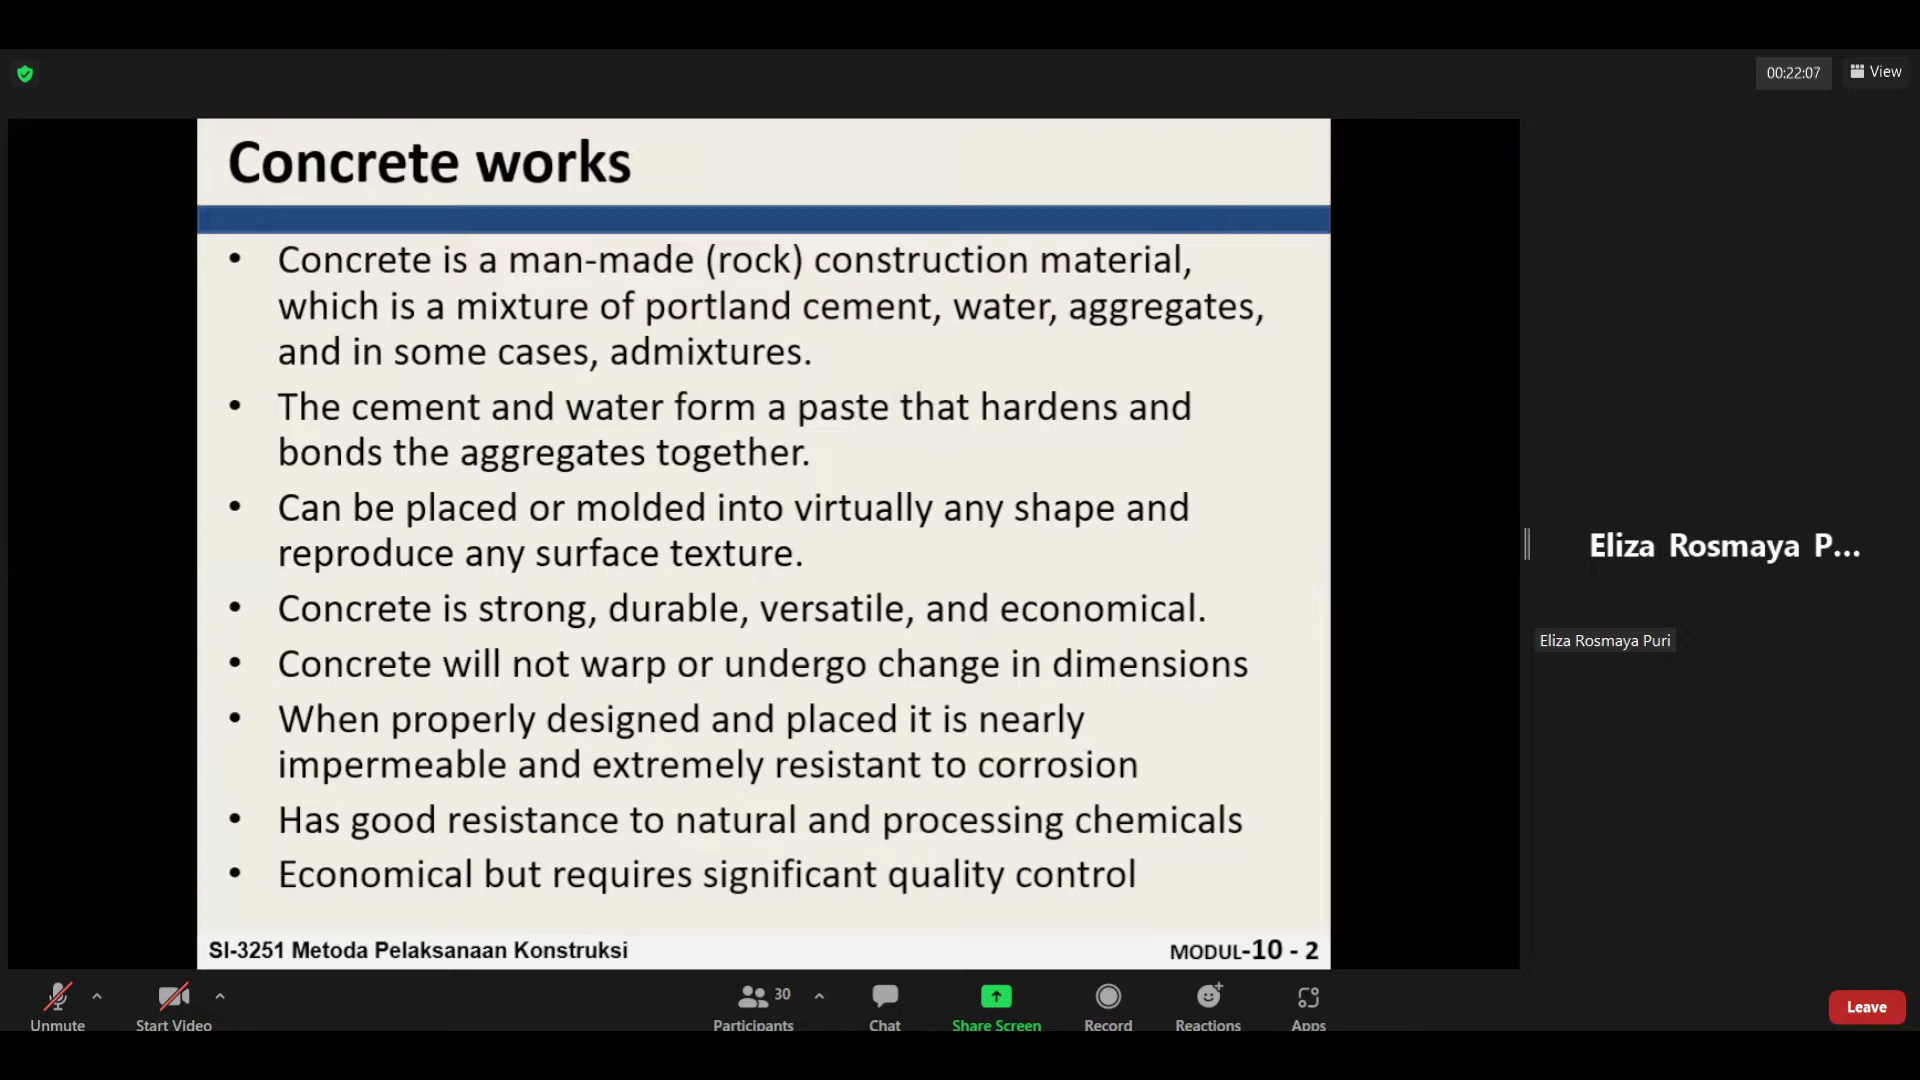 00:22:07
View
Concrete works
• Concrete is a man-made (rock) construction material,
which is a mixture of portland cement, water, aggregates,
and in some cases, admixtures.
• The cement and water form a paste that hardens and
bonds the aggregates together.
• Can be placed or molded into virtually any shape and
reproduce any surface texture.
• Concrete is strong, durable, versatile, and economical.
• Concrete will not warp or undergo change in dimensions
• When properly designed and placed it is nearly
impermeable and extremely resistant to corrosion
• Has good resistance to natural and processing chemicals
• Economical but requires significant quality control
SI-3251 Metoda Pelaksanaan Konstruksi
MODUL-10 - 2
Eliza Rosmaya P...
Eliza Rosmaya Puri
Unmute
Start Video
30
Participants
Chat
Share Screen
Record
Reactions
Apps
Leave